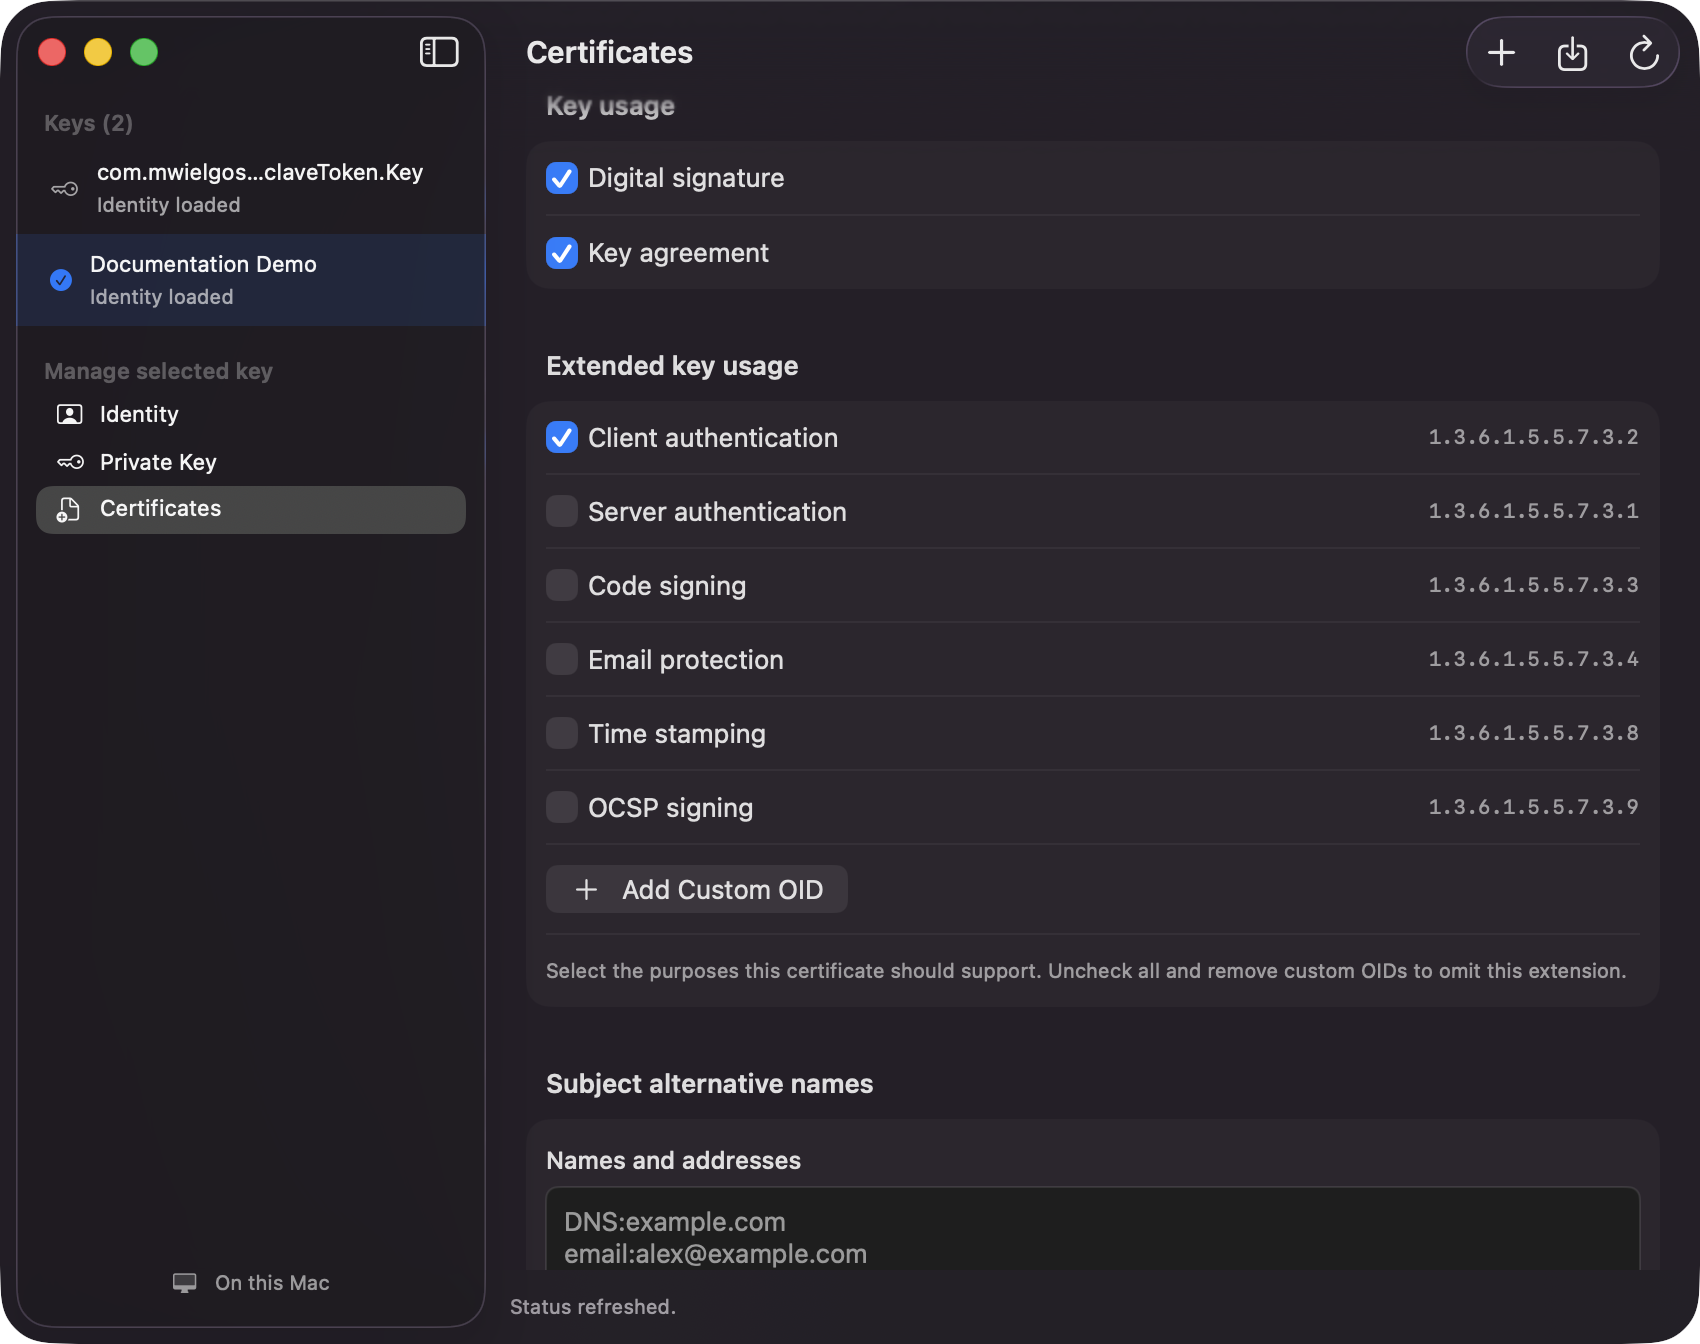 Keys (2)
com.mwielgos...claveToken.Key
Identity loaded
Documentation Demo
Identity loaded
Manage selected key
Identity
Private Key
Certificates
On this Mac
Certificates
Key usage
Digital signature
Key agreement
Extended key usage
Client authentication 1.3.6.1.5.5.7.3.2
Server authentication 1.3.6.1.5.5.7.3.1
Code signing 1.3.6.1.5.5.7.3.3
Email protection 1.3.6.1.5.5.7.3.4
Time stamping 1.3.6.1.5.5.7.3.8
OCSP signing 1.3.6.1.5.5.7.3.9
Add Custom OID
Select the purposes this certificate should support. Uncheck all and remove custom OIDs to omit this extension.
Subject alternative names
Names and addresses
DNS:example.com
email:alex@example.com
Status refreshed.